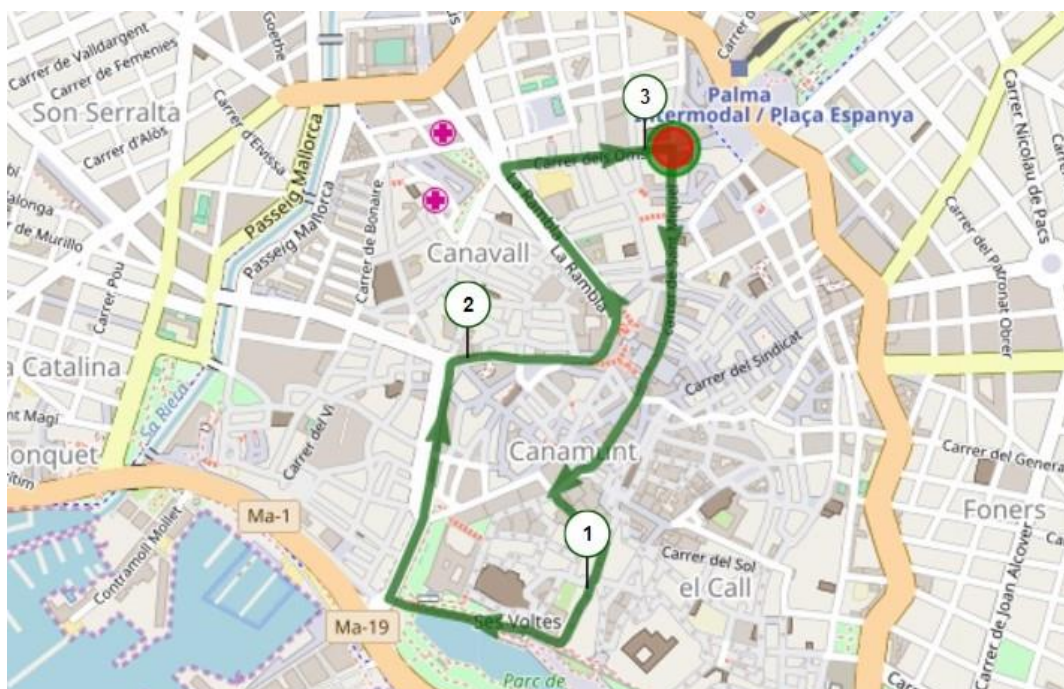 Carrer de Valldargent
Carrer de Femenies
Son Serralta
Carrer d'Alòs
Carrer d'Eivissa
Goethe
Passeig Mallorca
Passeig Mallorca
Carrer de Bonaire
de Murillo
Carrer Pou
Canavall
La Rambla
La Rambla
Carrer dels Oms
3
Palma
Intermodal / Plaça Espanya
Carrer Nicolau de Pacs
Carrer del Patronat Obrer
2
a Catalina
Sa Riera
Carrer del Sindicat
Carrer del Vi
onquet
Canamunt
Carrer del General
Foners
Ma-1
Contramoll Mollet
1
Carrer del Sol
el Call
Carrer de Joan Alcover
Ses Voltes
Ma-19
Parc de